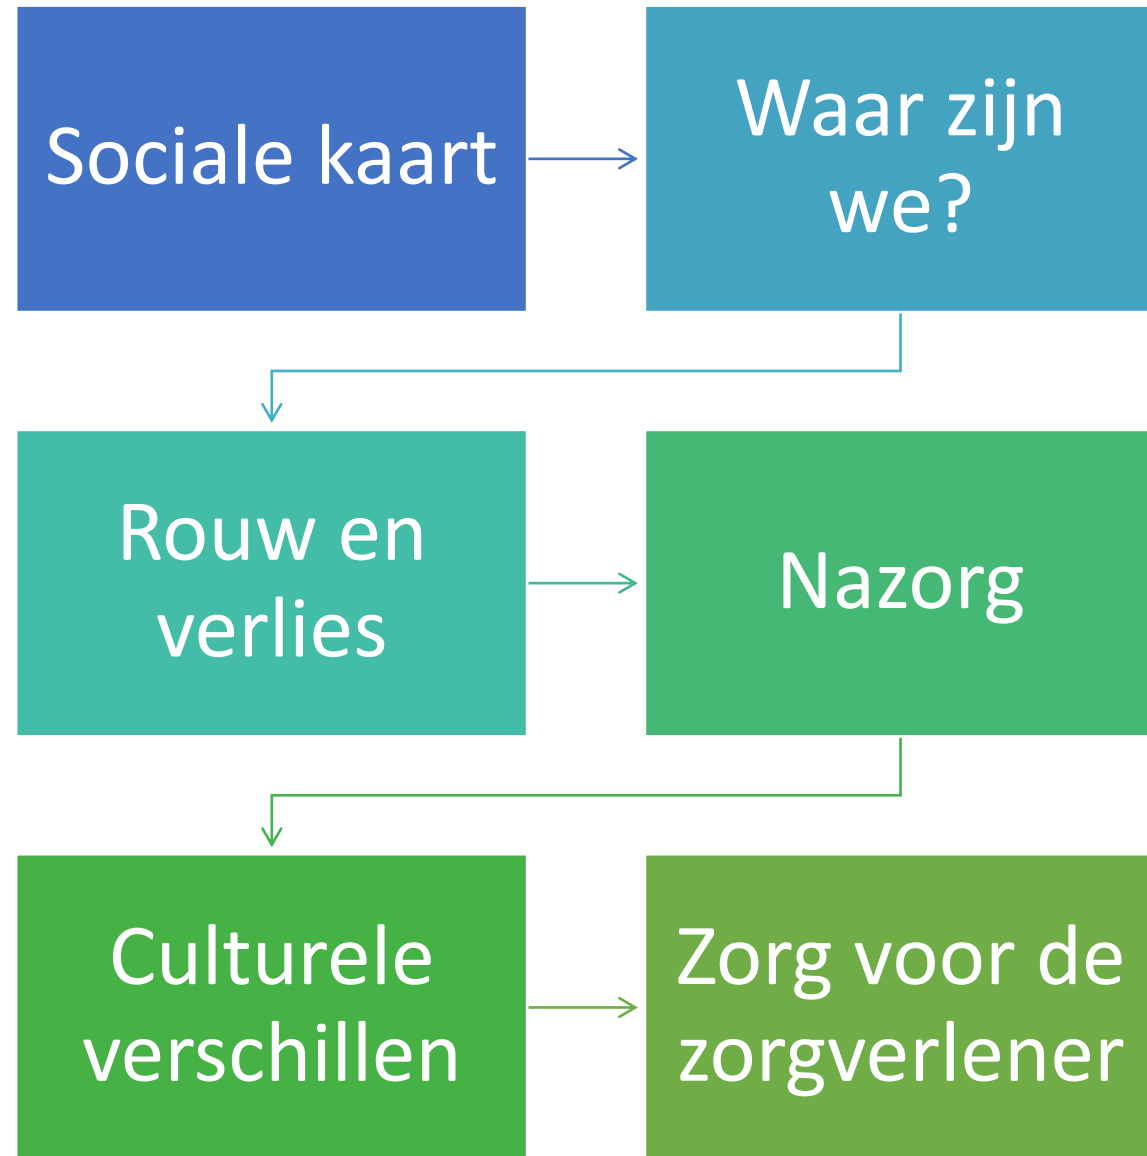 Sociale kaart
Waar zijn
we?
Rouw en
verlies
Nazorg
Culturele
verschillen
Zorg voor de
zorgverlener